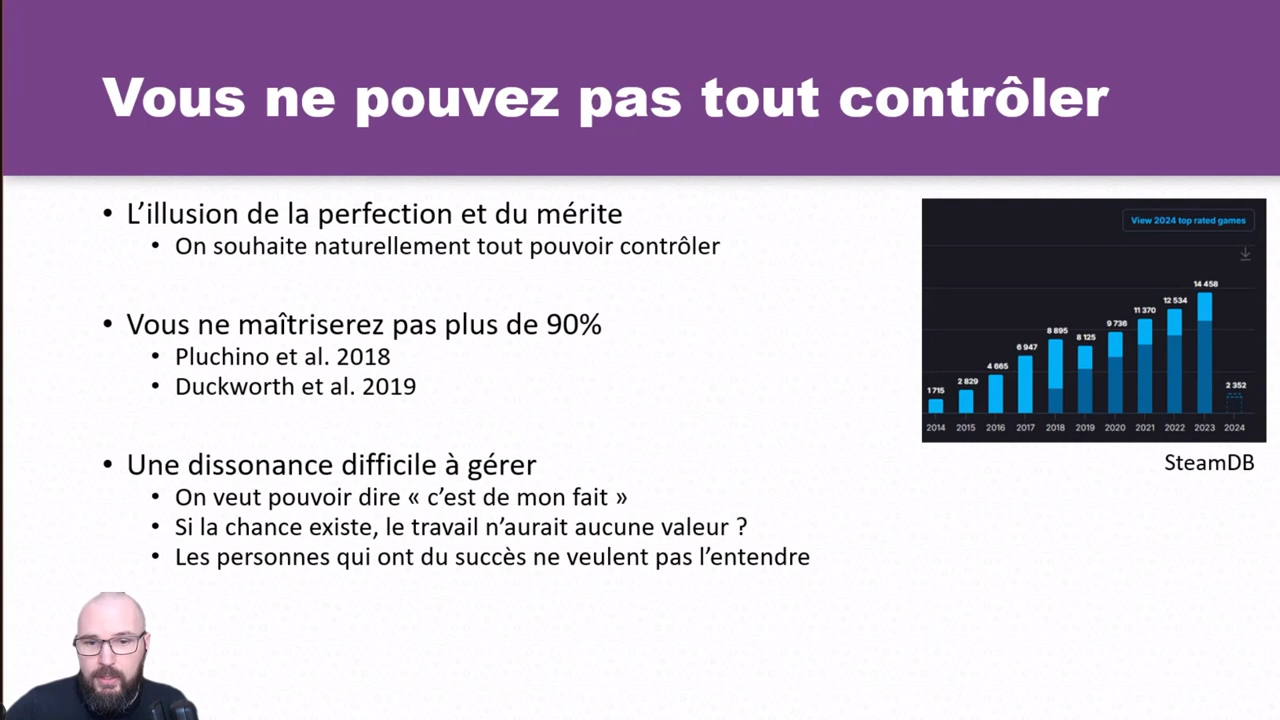 Vous ne pouvez pas tout contrôler
• L’illusion de la perfection et du mérite
• On souhaite naturellement tout pouvoir contrôler
• Vous ne maîtriserez pas plus de 90%
• Pluchino et al. 2018
• Duckworth et al. 2019
• Une dissonance difficile à gérer
• On veut pouvoir dire « c’est de mon fait »
• Si la chance existe, le travail n’aurait aucune valeur ?
• Les personnes qui ont du succès ne veulent pas l’entendre
View 2024 top rated games
1 715 2 829 4 665 6 947 8 895 8 125 9 736 11 370 12 534 14 458 2 352
2014 2015 2016 2017 2018 2019 2020 2021 2022 2023 2024
SteamDB